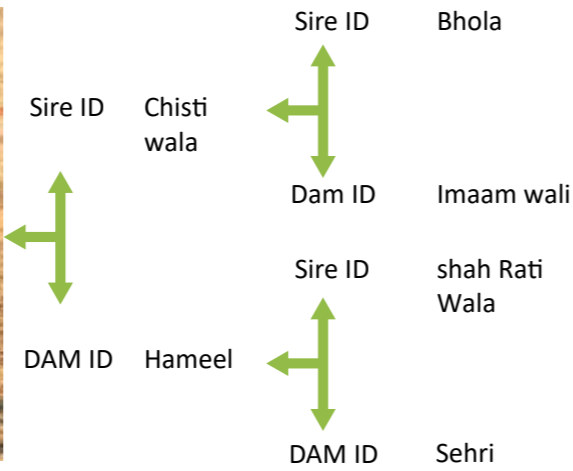 Sire ID Bhola
Sire ID Chisti
wala
Dam ID Imaam wali
Sire ID shah Rati
Wala
DAM ID Hameel
DAM ID Sehri